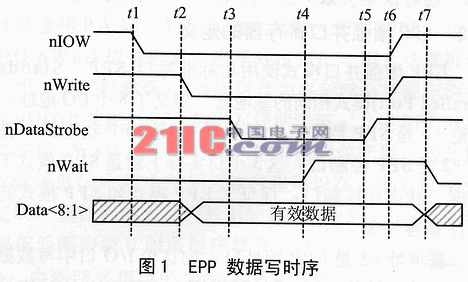 t1 t2 t3 t4 t5 t6 t7
nIOW
nWrite
nDataStrobe
21IC 中国电子网
nWait
Data<8:1> 有效数据
图1 EPP 数据写时序